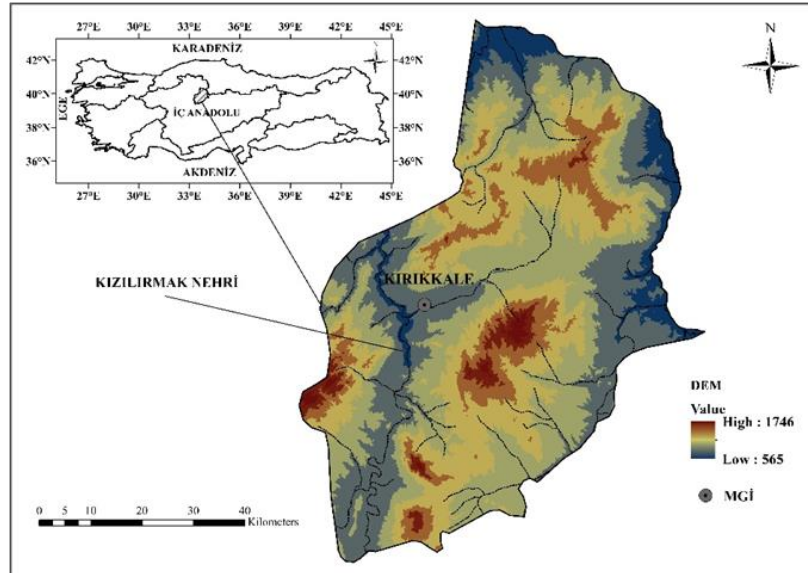 27°E 30°E 33°E 36°E 39°E 42°E 45°E
KARADENİZ
42°N 42°N
40°N 40°N
38°N 38°N
36°N 36°N
EGE
İÇ ANADOLU
AKDENİZ
27°E 30°E 33°E 36°E 39°E 42°E 45°E
N
KIZILIRMAK NEHRİ
KIRIKKALE
DEM
Value
High : 1746
Low : 565
MGİ
0 5 10 20 30 40
Kilometers